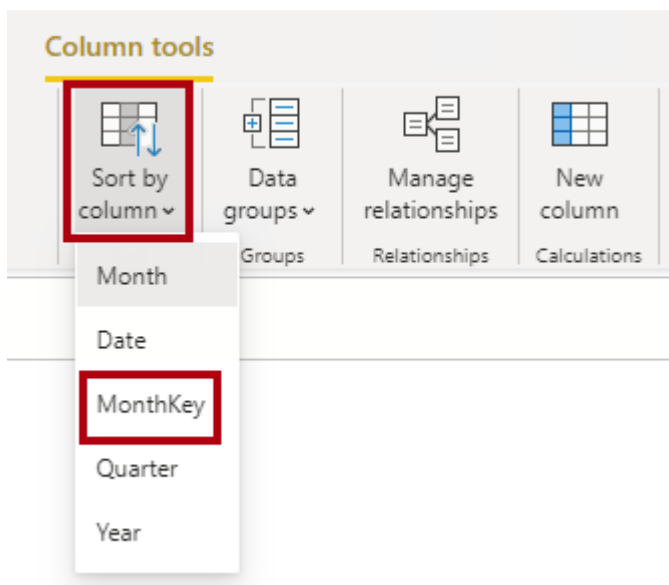 Column tools
Sort by
column
Data
groups
Manage
relationships
New
column
Groups
Relationships
Calculations
Month
Date
MonthKey
Quarter
Year